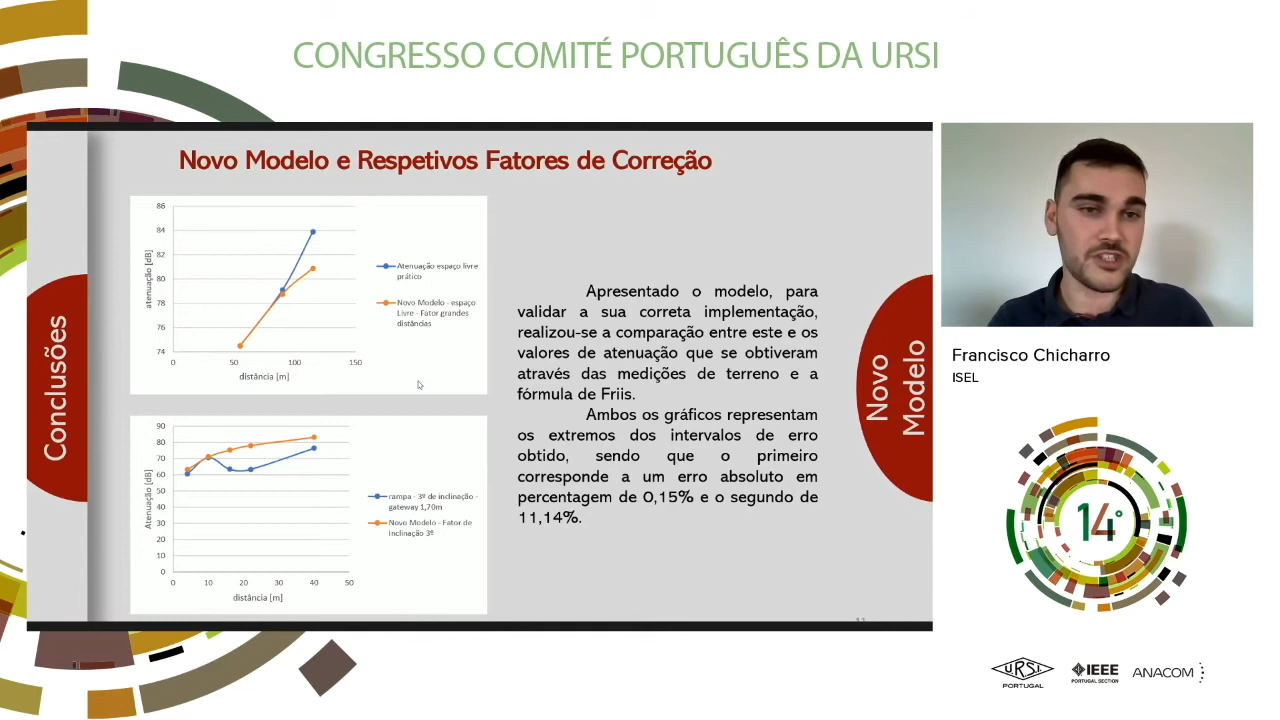 CONGRESSO COMITÉ PORTUGUÊS DA URSI
Novo Modelo e Respetivos Fatores de Correção
Conclusões
86
84
82
80
78
76
74
0
50
100
150
atenuação [dB]
distância [m]
Atenuação espaço livre
prático
Novo Modelo - espaço
Livre - Fator grandes
distâncias
90
80
70
60
50
40
30
20
10
0
0
10
20
30
40
50
Atenuação [dB]
distância [m]
rampa - 3º de inclinação -
gateway 1,70m
Novo Modelo - Fator de
Inclinação 3º
Apresentado o modelo, para
validar a sua correta implementação,
realizou-se a comparação entre este e os
valores de atenuação que se obtiveram
através das medições de terreno e a
fórmula de Friis.
Ambos os gráficos representam
os extremos dos intervalos de erro
obtido, sendo que o primeiro
corresponde a um erro absoluto em
percentagem de 0,15% e o segundo de
11,14%.
Novo
Modelo
Francisco Chicharro
ISEL
14º
URSI
PORTUGAL
IEEE
PORTUGAL SECTION
ANACOM